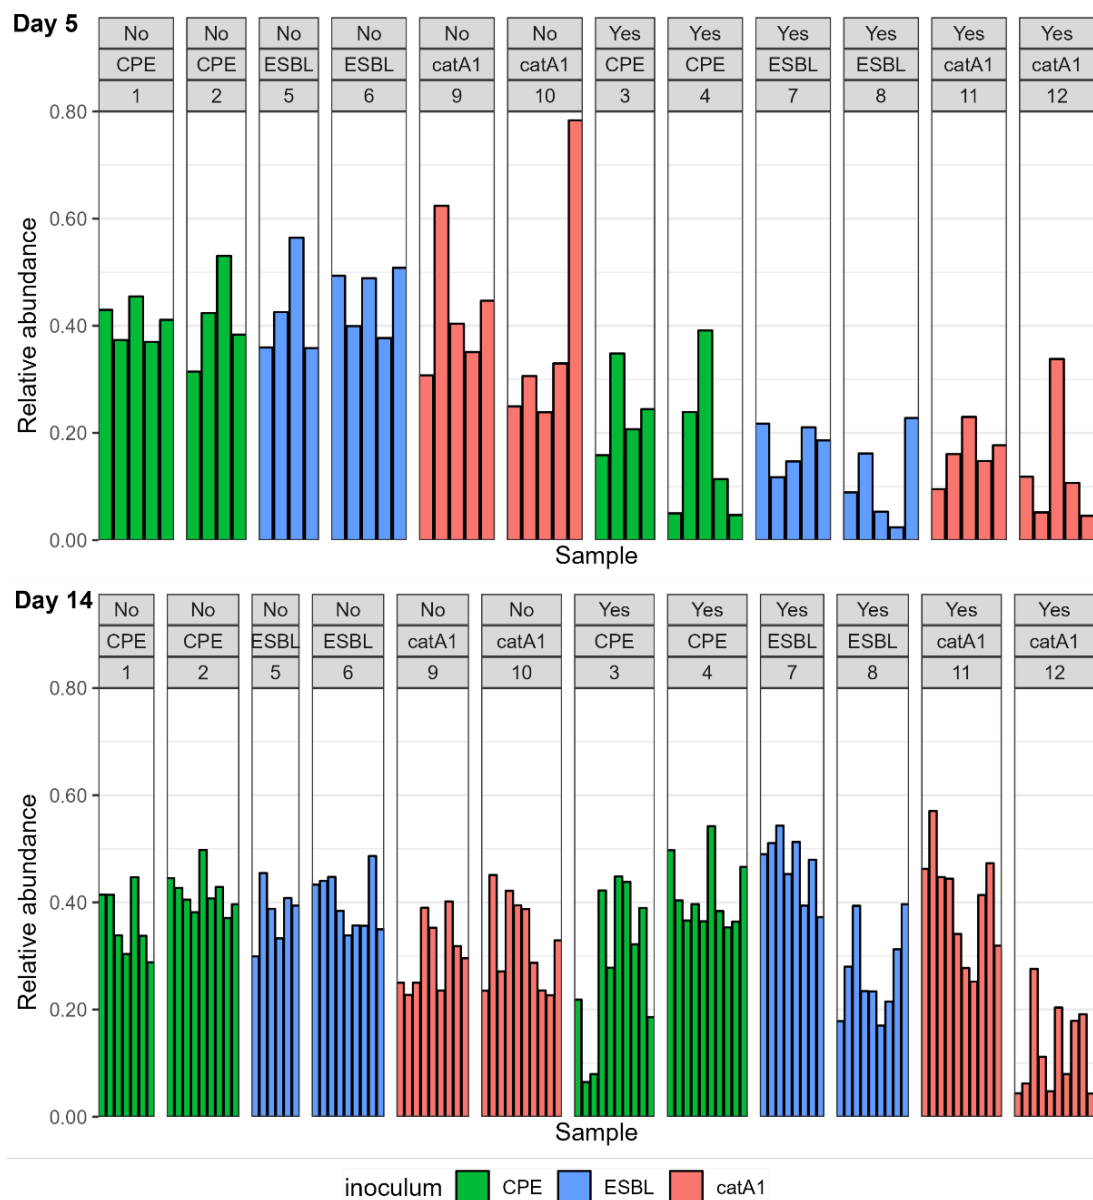 Day 5
No No No No No No Yes Yes Yes Yes Yes Yes
CPE CPE ESBL ESBL catA1 catA1 CPE CPE ESBL ESBL catA1 catA1
1 2 5 6 9 10 3 4 7 8 11 12
0.80
0.60
0.40
0.20
0.00
Relative abundance
Sample
Day 14
No No No No No No Yes Yes Yes Yes Yes Yes
CPE CPE ESBL ESBL catA1 catA1 CPE CPE ESBL ESBL catA1 catA1
1 2 5 6 9 10 3 4 7 8 11 12
0.80
0.60
0.40
0.20
0.00
Relative abundance
Sample
inoculum CPE ESBL catA1